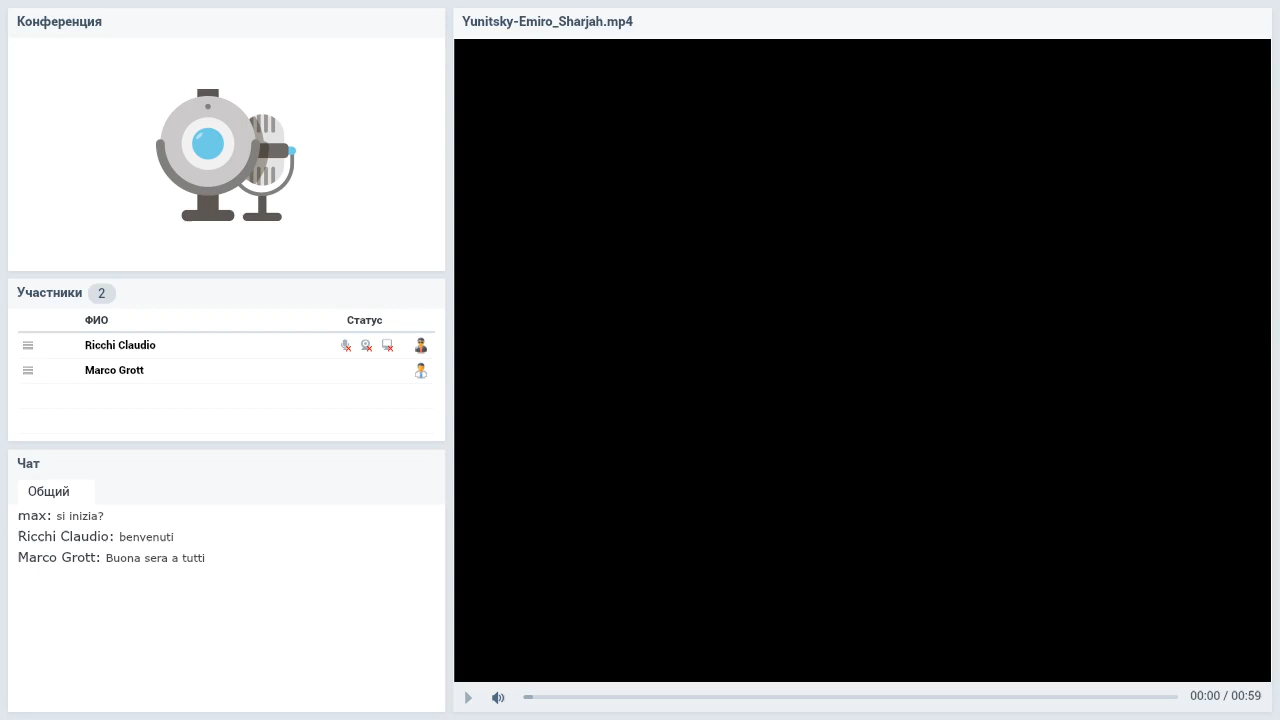 Конференция
Yunitsky-Emiro_Sharjah.mp4
Участники 2
ФИО Статус
Ricchi Claudio
Marco Grott
Чат
Общий
max: si inizia?
Ricchi Claudio: benvenuti
Marco Grott: Buona sera a tutti
00:00 / 00:59